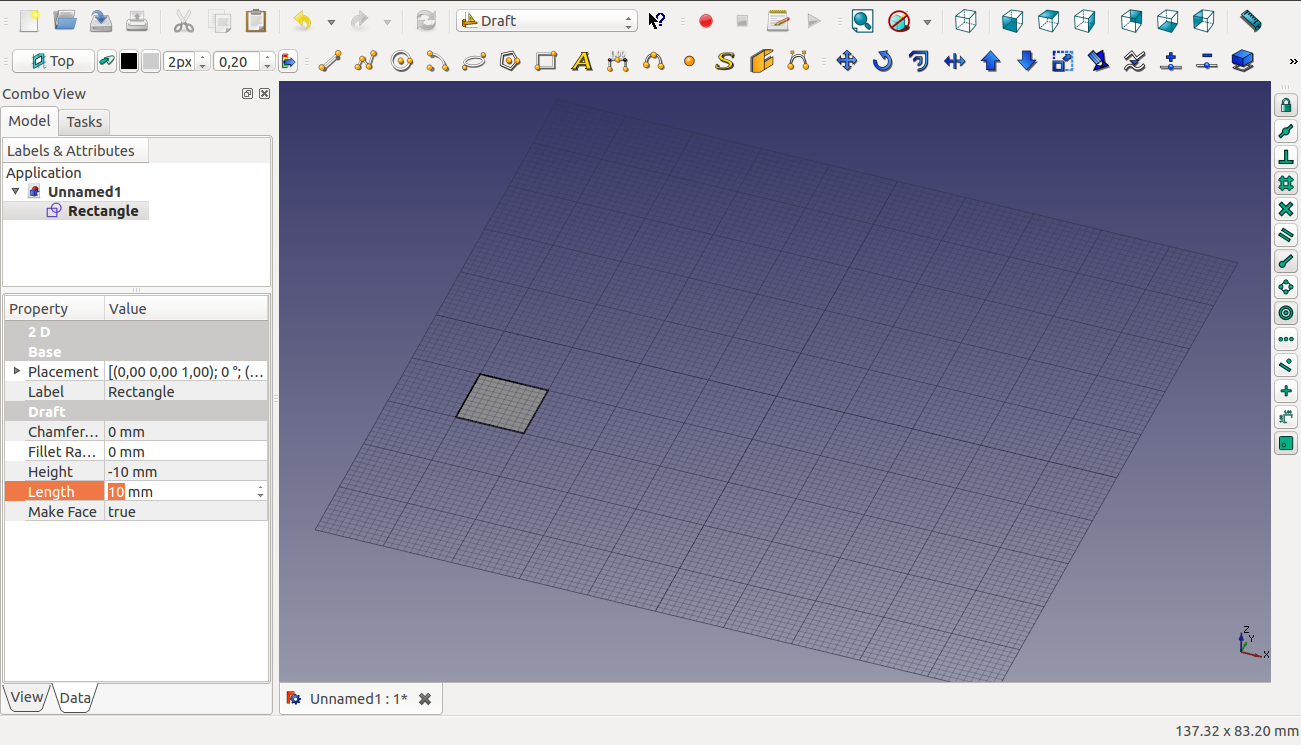 Draft
Top
2px
0,20
A
S
»
Combo View
Model
Tasks
Labels & Attributes
Application
Unnamed1
Rectangle
Property Value
2 D
Base
Placement [(0,00 0,00 1,00); 0 °; (...
Label Rectangle
Draft
Chamfer... 0 mm
Fillet Ra... 0 mm
Height -10 mm
Length 10 mm
Make Face true
Z
Y
X
View
Data
Unnamed1 : 1*
137.32 x 83.20 mm